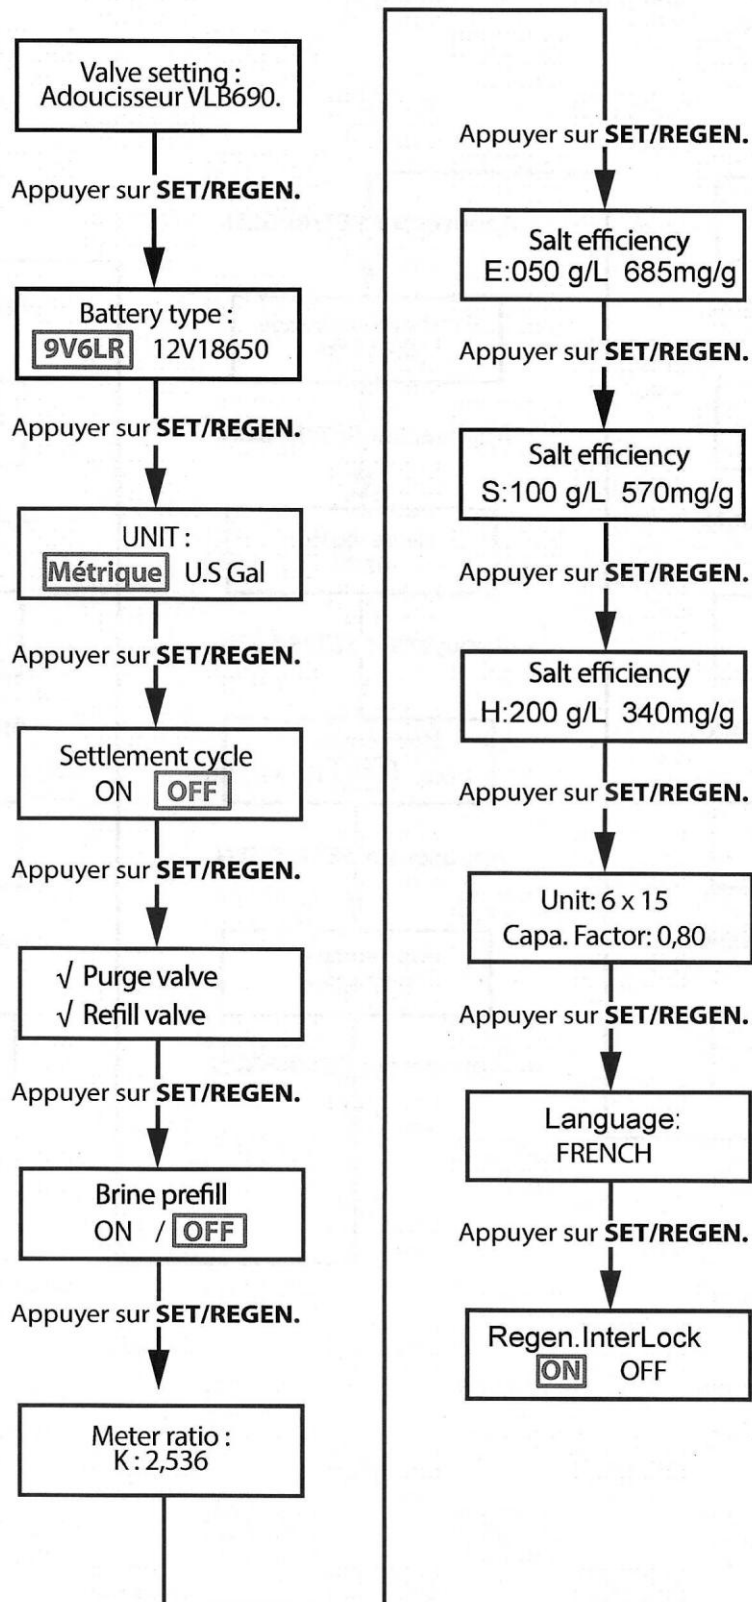 Valve setting :
Adoucisseur VLB690.
Appuyer sur SET/REGEN.
Battery type :
9V6LR 12V18650
Appuyer sur SET/REGEN.
UNIT :
Métrique U.S Gal
Appuyer sur SET/REGEN.
Settlement cycle
ON OFF
Appuyer sur SET/REGEN.
√ Purge valve
√ Refill valve
Appuyer sur SET/REGEN.
Brine prefill
ON / OFF
Appuyer sur SET/REGEN.
Meter ratio :
K : 2,536
Appuyer sur SET/REGEN.
Salt efficiency
E:050 g/L 685mg/g
Appuyer sur SET/REGEN.
Salt efficiency
S:100 g/L 570mg/g
Appuyer sur SET/REGEN.
Salt efficiency
H:200 g/L 340mg/g
Appuyer sur SET/REGEN.
Unit: 6 x 15
Capa. Factor: 0,80
Appuyer sur SET/REGEN.
Language:
FRENCH
Appuyer sur SET/REGEN.
Regen.InterLock
ON OFF